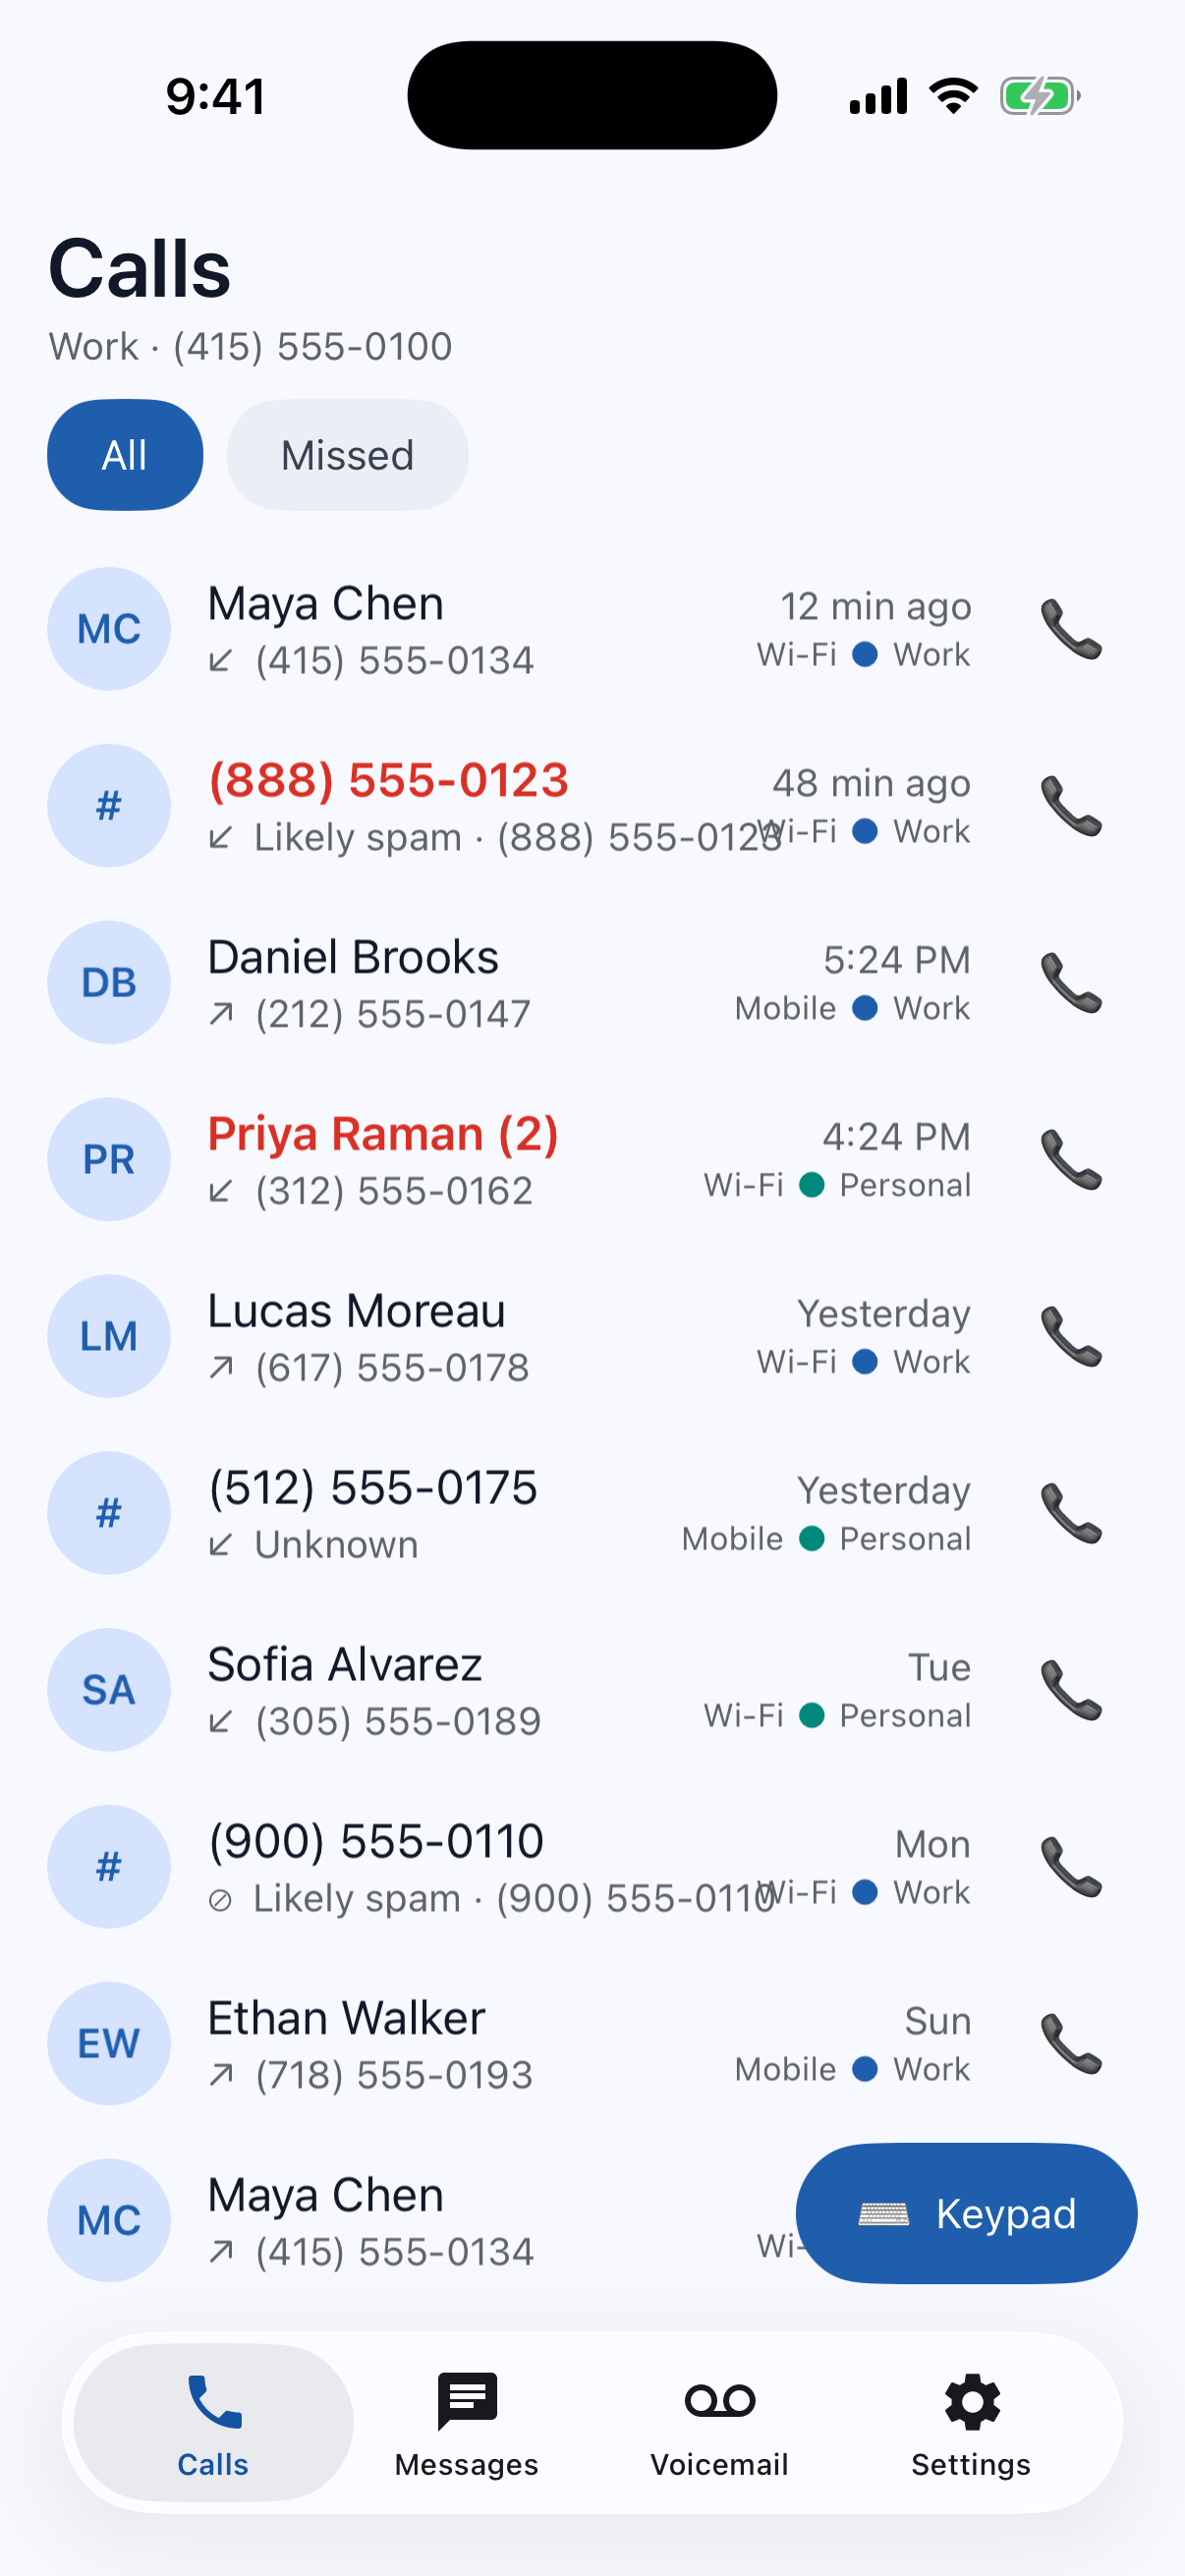 9:41
Calls
Work · (415) 555-0100
All
Missed
MC
Maya Chen
12 min ago
↙ (415) 555-0134
Wi-Fi ● Work
#
(888) 555-0123
48 min ago
↙ Likely spam · (888) 555-0123
Wi-Fi ● Work
DB
Daniel Brooks
5:24 PM
↗ (212) 555-0147
Mobile ● Work
PR
Priya Raman (2)
4:24 PM
↙ (312) 555-0162
Wi-Fi ● Personal
LM
Lucas Moreau
Yesterday
↗ (617) 555-0178
Wi-Fi ● Work
#
(512) 555-0175
Yesterday
↙ Unknown
Mobile ● Personal
SA
Sofia Alvarez
Tue
↙ (305) 555-0189
Wi-Fi ● Personal
#
(900) 555-0110
Mon
⊘ Likely spam · (900) 555-0110
Wi-Fi ● Work
EW
Ethan Walker
Sun
↗ (718) 555-0193
Mobile ● Work
MC
Maya Chen
↗ (415) 555-0134
Wi-
Keypad
Calls
Messages
Voicemail
Settings